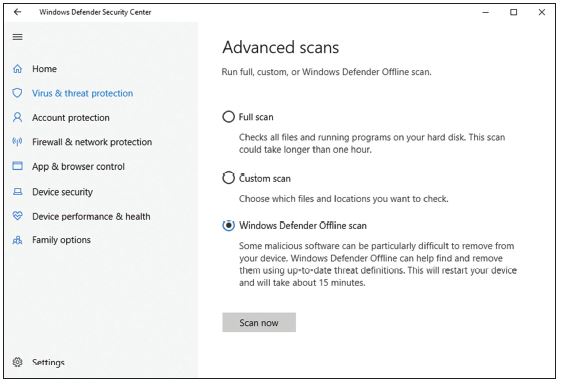 Windows Defender Security Center
Home
Virus & threat protection
Account protection
Firewall & network protection
App & browser control
Device security
Device performance & health
Family options
Settings
Advanced scans
Run full, custom, or Windows Defender Offline scan.
Full scan
Checks all files and running programs on your hard disk. This scan
could take longer than one hour.
Custom scan
Choose which files and locations you want to check.
Windows Defender Offline scan
Some malicious software can be particularly difficult to remove from
your device. Windows Defender Offline can help find and remove
them using up-to-date threat definitions. This will restart your device
and will take about 15 minutes.
Scan now